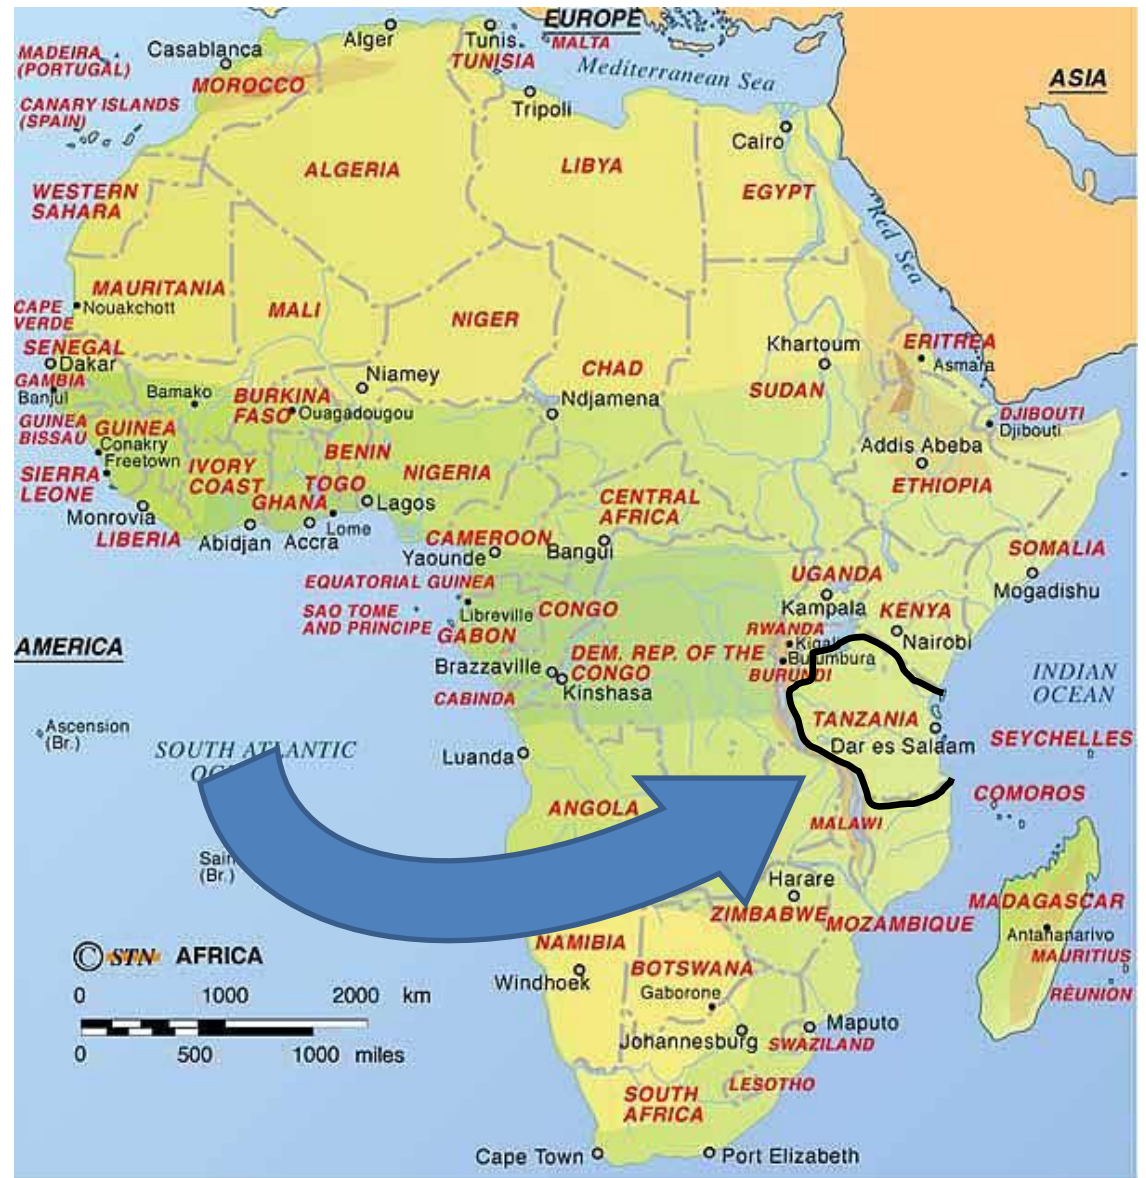 EUROPE
MADEIRA
(PORTUGAL)
Casablanca
Alger
Tunis
MALTA
TUNISIA
Mediterranean Sea
ASIA
MOROCCO
CANARY ISLANDS
(SPAIN)
Tripoli
Cairo
ALGERIA
LIBYA
EGYPT
WESTERN
SAHARA
Red Sea
MAURITANIA
Nouakchott
CAPE
VERDE
MALI
NIGER
CHAD
Khartoum
ERITREA
Asmara
SENEGAL
Dakar
GAMBIA
Banjul
Bamako
BURKINA
FASO
Ouagadougou
Niamey
Ndjamena
SUDAN
DJIBOUTI
Djibouti
GUINEA
BISSAU
GUINEA
Conakry
Freetown
SIERRA
LEONE
IVORY
COAST
BENIN
TOGO
GHANA
NIGERIA
Lagos
CENTRAL
AFRICA
Addis Abeba
ETHIOPIA
Monrovia
LIBERIA
Abidjan
Accra
Lome
CAMEROON
Yaounde
Bangui
SOMALIA
Mogadishu
EQUATORIAL GUINEA
SAO TOME
AND PRINCIPE
Libreville
GABON
CONGO
UGANDA
Kampala
KENYA
Nairobi
RWANDA
Bujumbura
BURUNDI
AMERICA
Brazzaville
DEM. REP. OF THE
CONGO
Kinshasa
CABINDA
INDIAN
OCEAN
Ascension
(Br.)
SOUTH ATLANTIC
Luanda
TANZANIA
Dar es Salaam
SEYCHELLES
ANGOLA
MALAWI
COMOROS
(Br.)
Harare
ZIMBABWE
MOZAMBIQUE
MADAGASCAR
Antananarivo
MAURITIUS
RÉUNION
© STN AFRICA
NAMIBIA
Windhoek
BOTSWANA
Gaborone
0 1000 2000 km
0 500 1000 miles
Johannesburg
Maputo
SWAZILAND
LESOTHO
SOUTH
AFRICA
Cape Town
Port Elizabeth